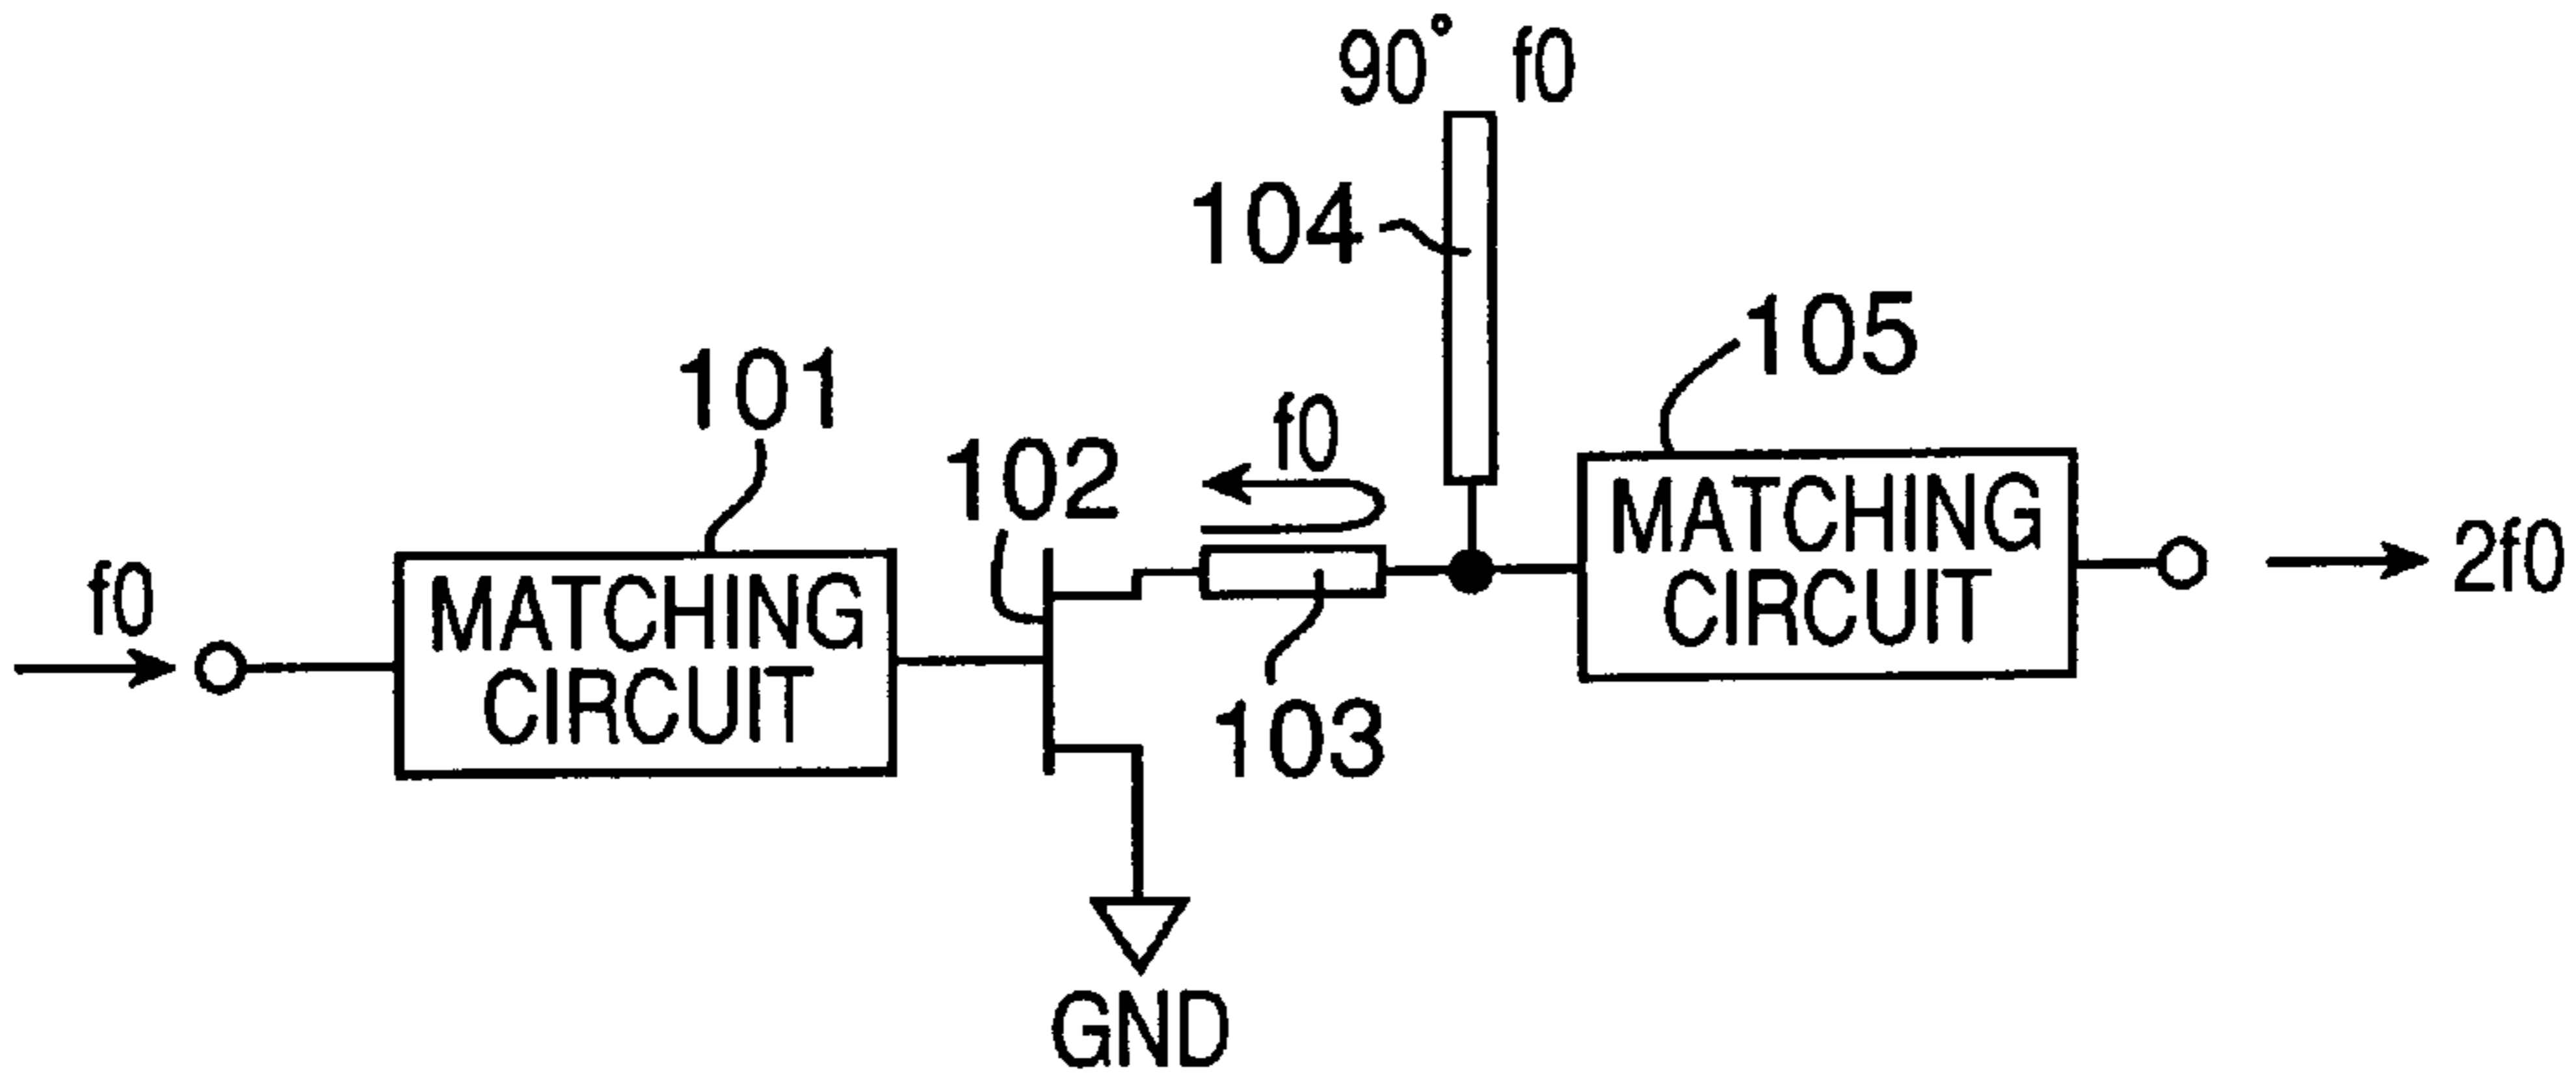 90° f0
104
105
101
f0
102
MATCHING
CIRCUIT
2f0
f0
MATCHING
CIRCUIT
103
GND